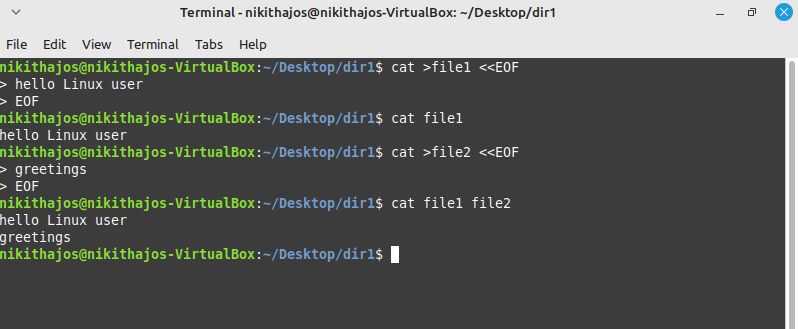 Terminal - nikithajos@nikithajos-VirtualBox: ~/Desktop/dir1
File Edit View Terminal Tabs Help
nikithajos@nikithajos-VirtualBox:~/Desktop/dir1$ cat >file1 <<EOF
> hello Linux user
> EOF
nikithajos@nikithajos-VirtualBox:~/Desktop/dir1$ cat file1
hello Linux user
nikithajos@nikithajos-VirtualBox:~/Desktop/dir1$ cat >file2 <<EOF
> greetings
> EOF
nikithajos@nikithajos-VirtualBox:~/Desktop/dir1$ cat file1 file2
hello Linux user
greetings
nikithajos@nikithajos-VirtualBox:~/Desktop/dir1$